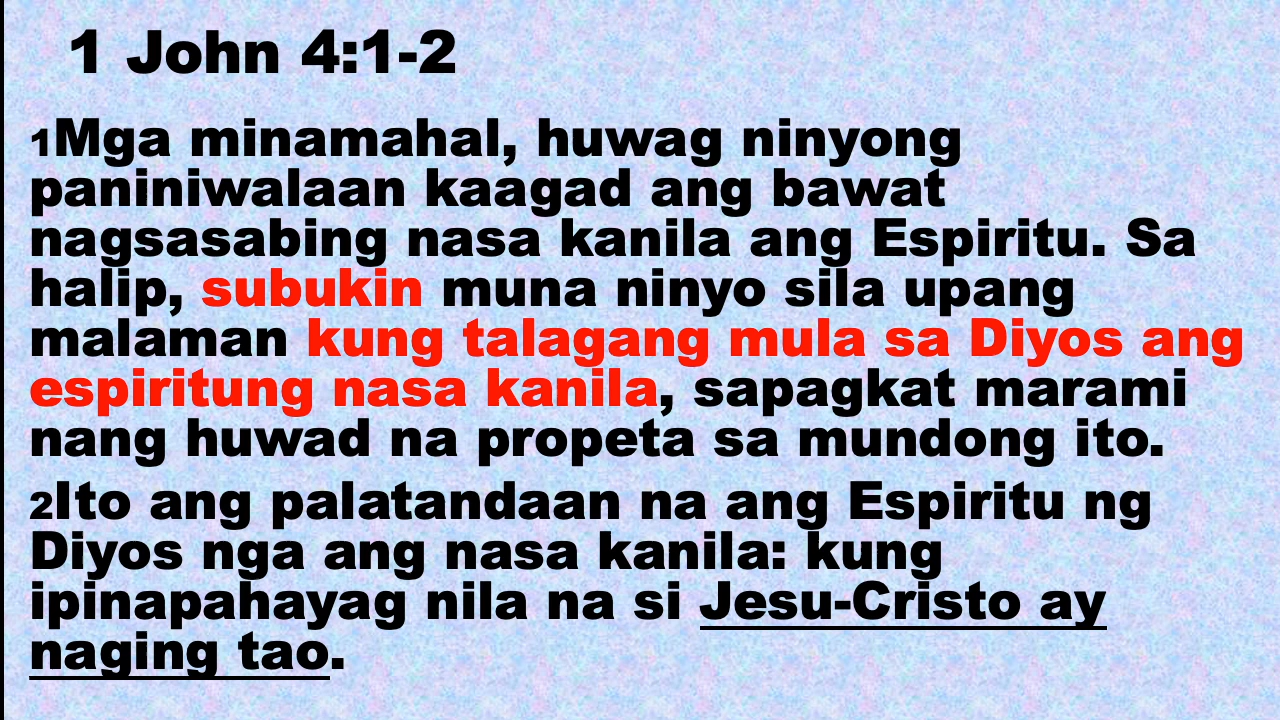 1 John 4:1-2
1Mga minamahal, huwag ninyong
paniniwalaan kaagad ang bawat
nagsasabing nasa kanila ang Espiritu. Sa
halip, subukin muna ninyo sila upang
malaman kung talagang mula sa Diyos ang
espiritung nasa kanila, sapagkat marami
nang huwad na propeta sa mundong ito.
2Ito ang palatandaan na ang Espiritu ng
Diyos nga ang nasa kanila: kung
ipinapahayag nila na si Jesu-Cristo ay
naging tao.